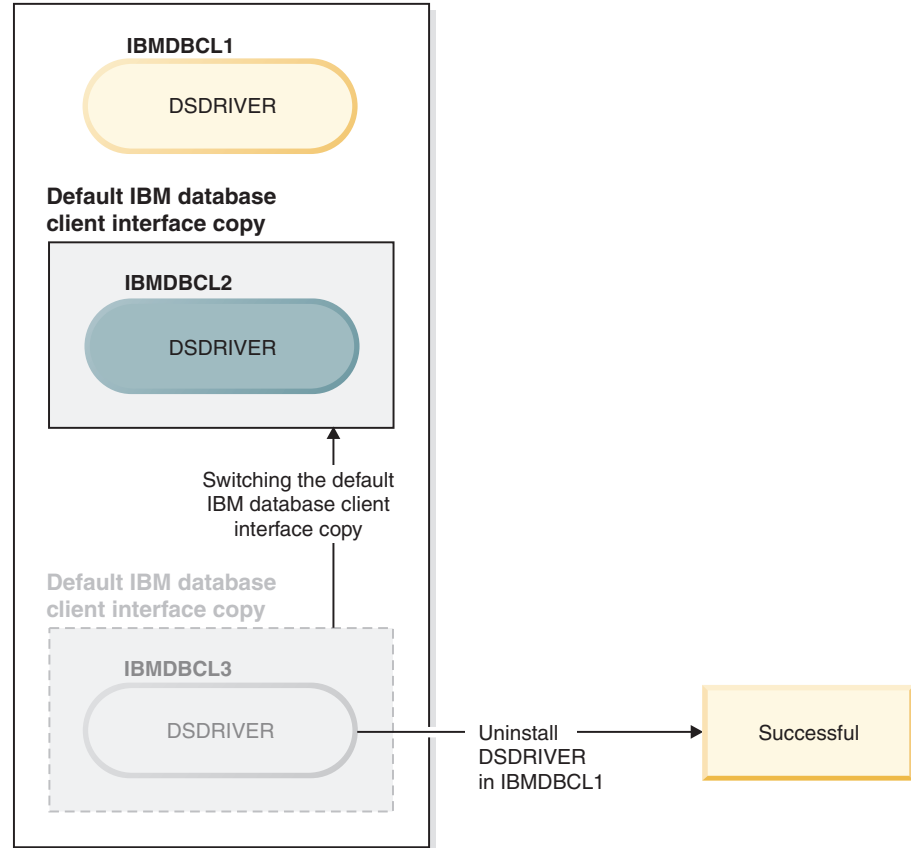 IBMDBCL1
DSDRIVER
Default IBM database
client interface copy
IBMDBCL2
DSDRIVER
Switching the default
IBM database client
interface copy
Default IBM database
client interface copy
IBMDBCL3
DSDRIVER
Uninstall
DSDRIVER
in IBMDBCL1
Successful